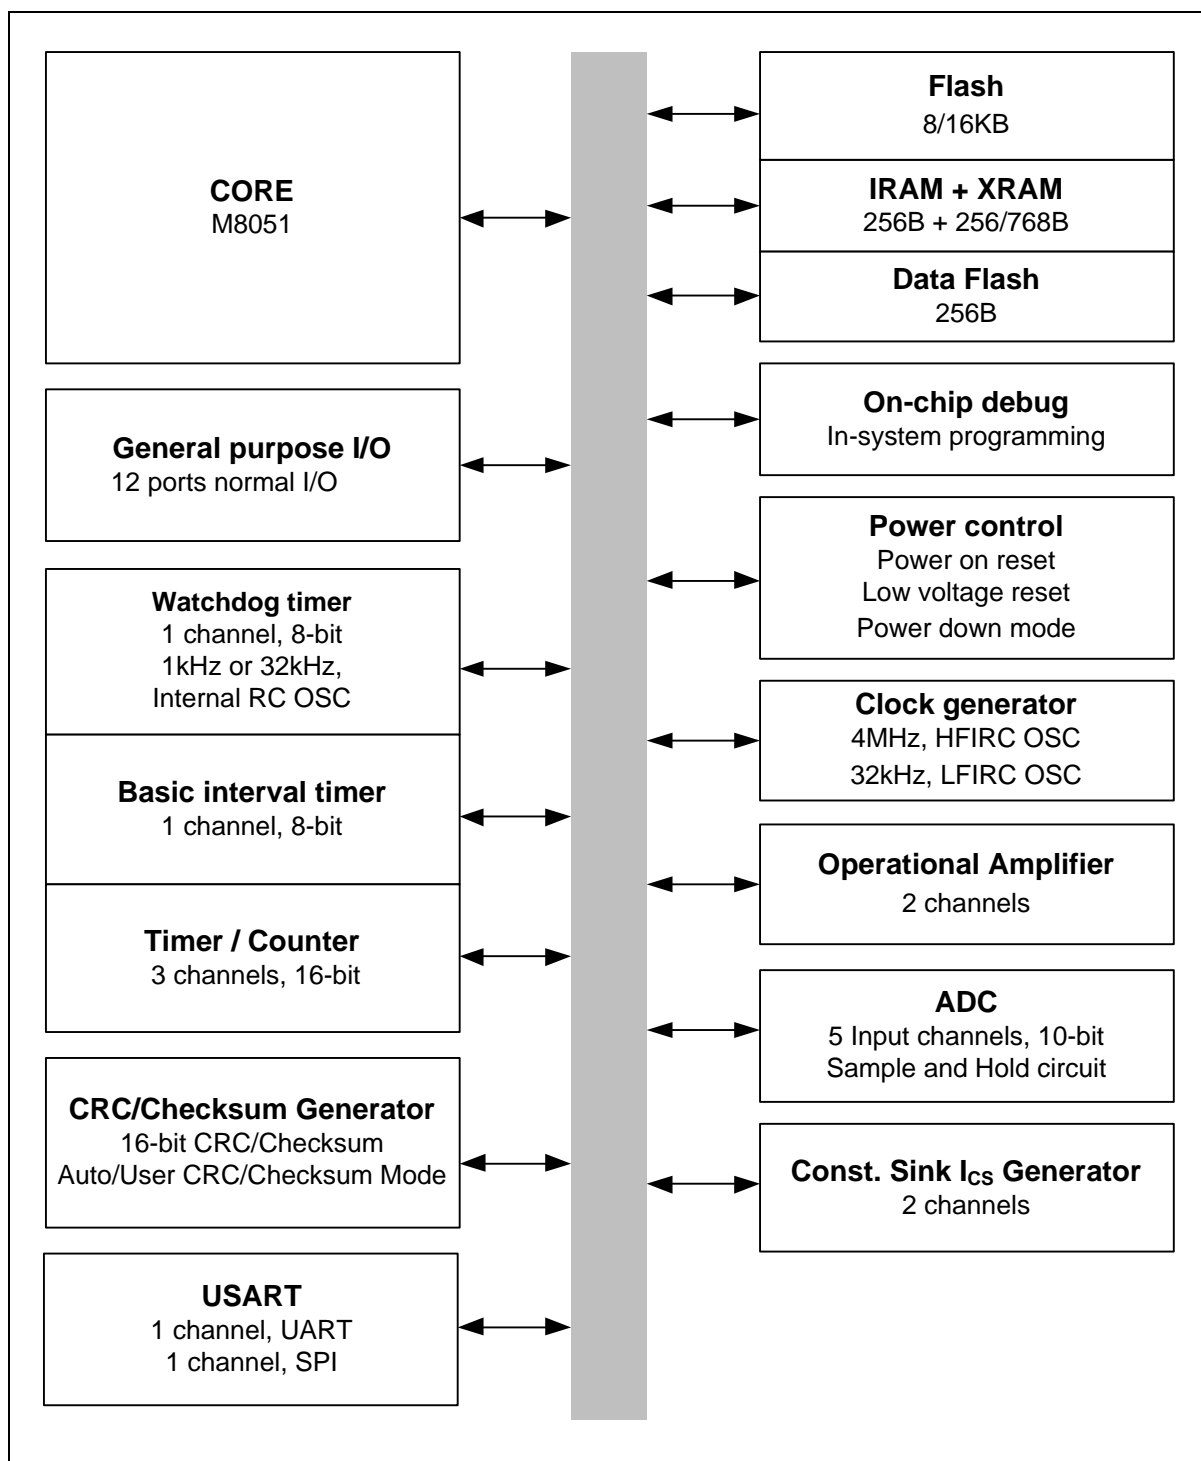 CORE
M8051
General purpose I/O
12 ports normal I/O
Watchdog timer
1 channel, 8-bit
1kHz or 32kHz,
Internal RC OSC
Basic interval timer
1 channel, 8-bit
Timer / Counter
3 channels, 16-bit
CRC/Checksum Generator
16-bit CRC/Checksum
Auto/User CRC/Checksum Mode
USART
1 channel, UART
1 channel, SPI
Flash
8/16KB
IRAM + XRAM
256B + 256/768B
Data Flash
256B
On-chip debug
In-system programming
Power control
Power on reset
Low voltage reset
Power down mode
Clock generator
4MHz, HFIRC OSC
32kHz, LFIRC OSC
Operational Amplifier
2 channels
ADC
5 Input channels, 10-bit
Sample and Hold circuit
Const. Sink ICS Generator
2 channels